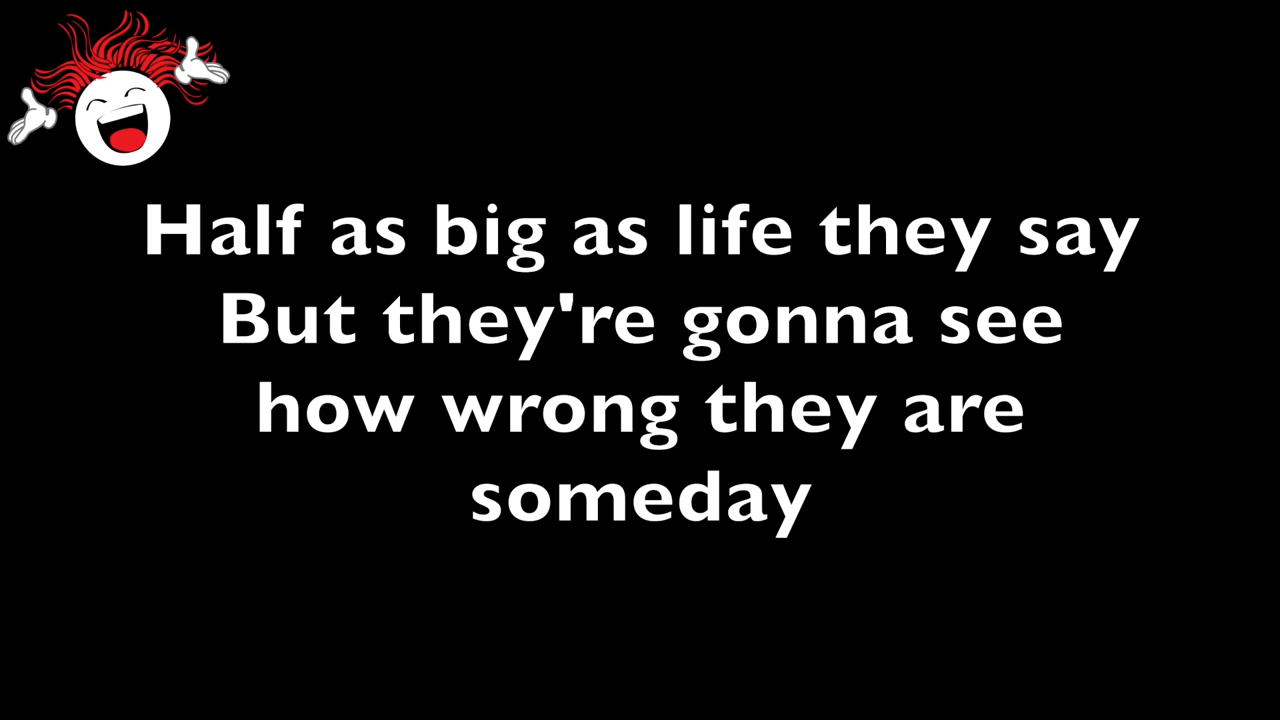 Half as big as life they say
But they're gonna see
how wrong they are
someday